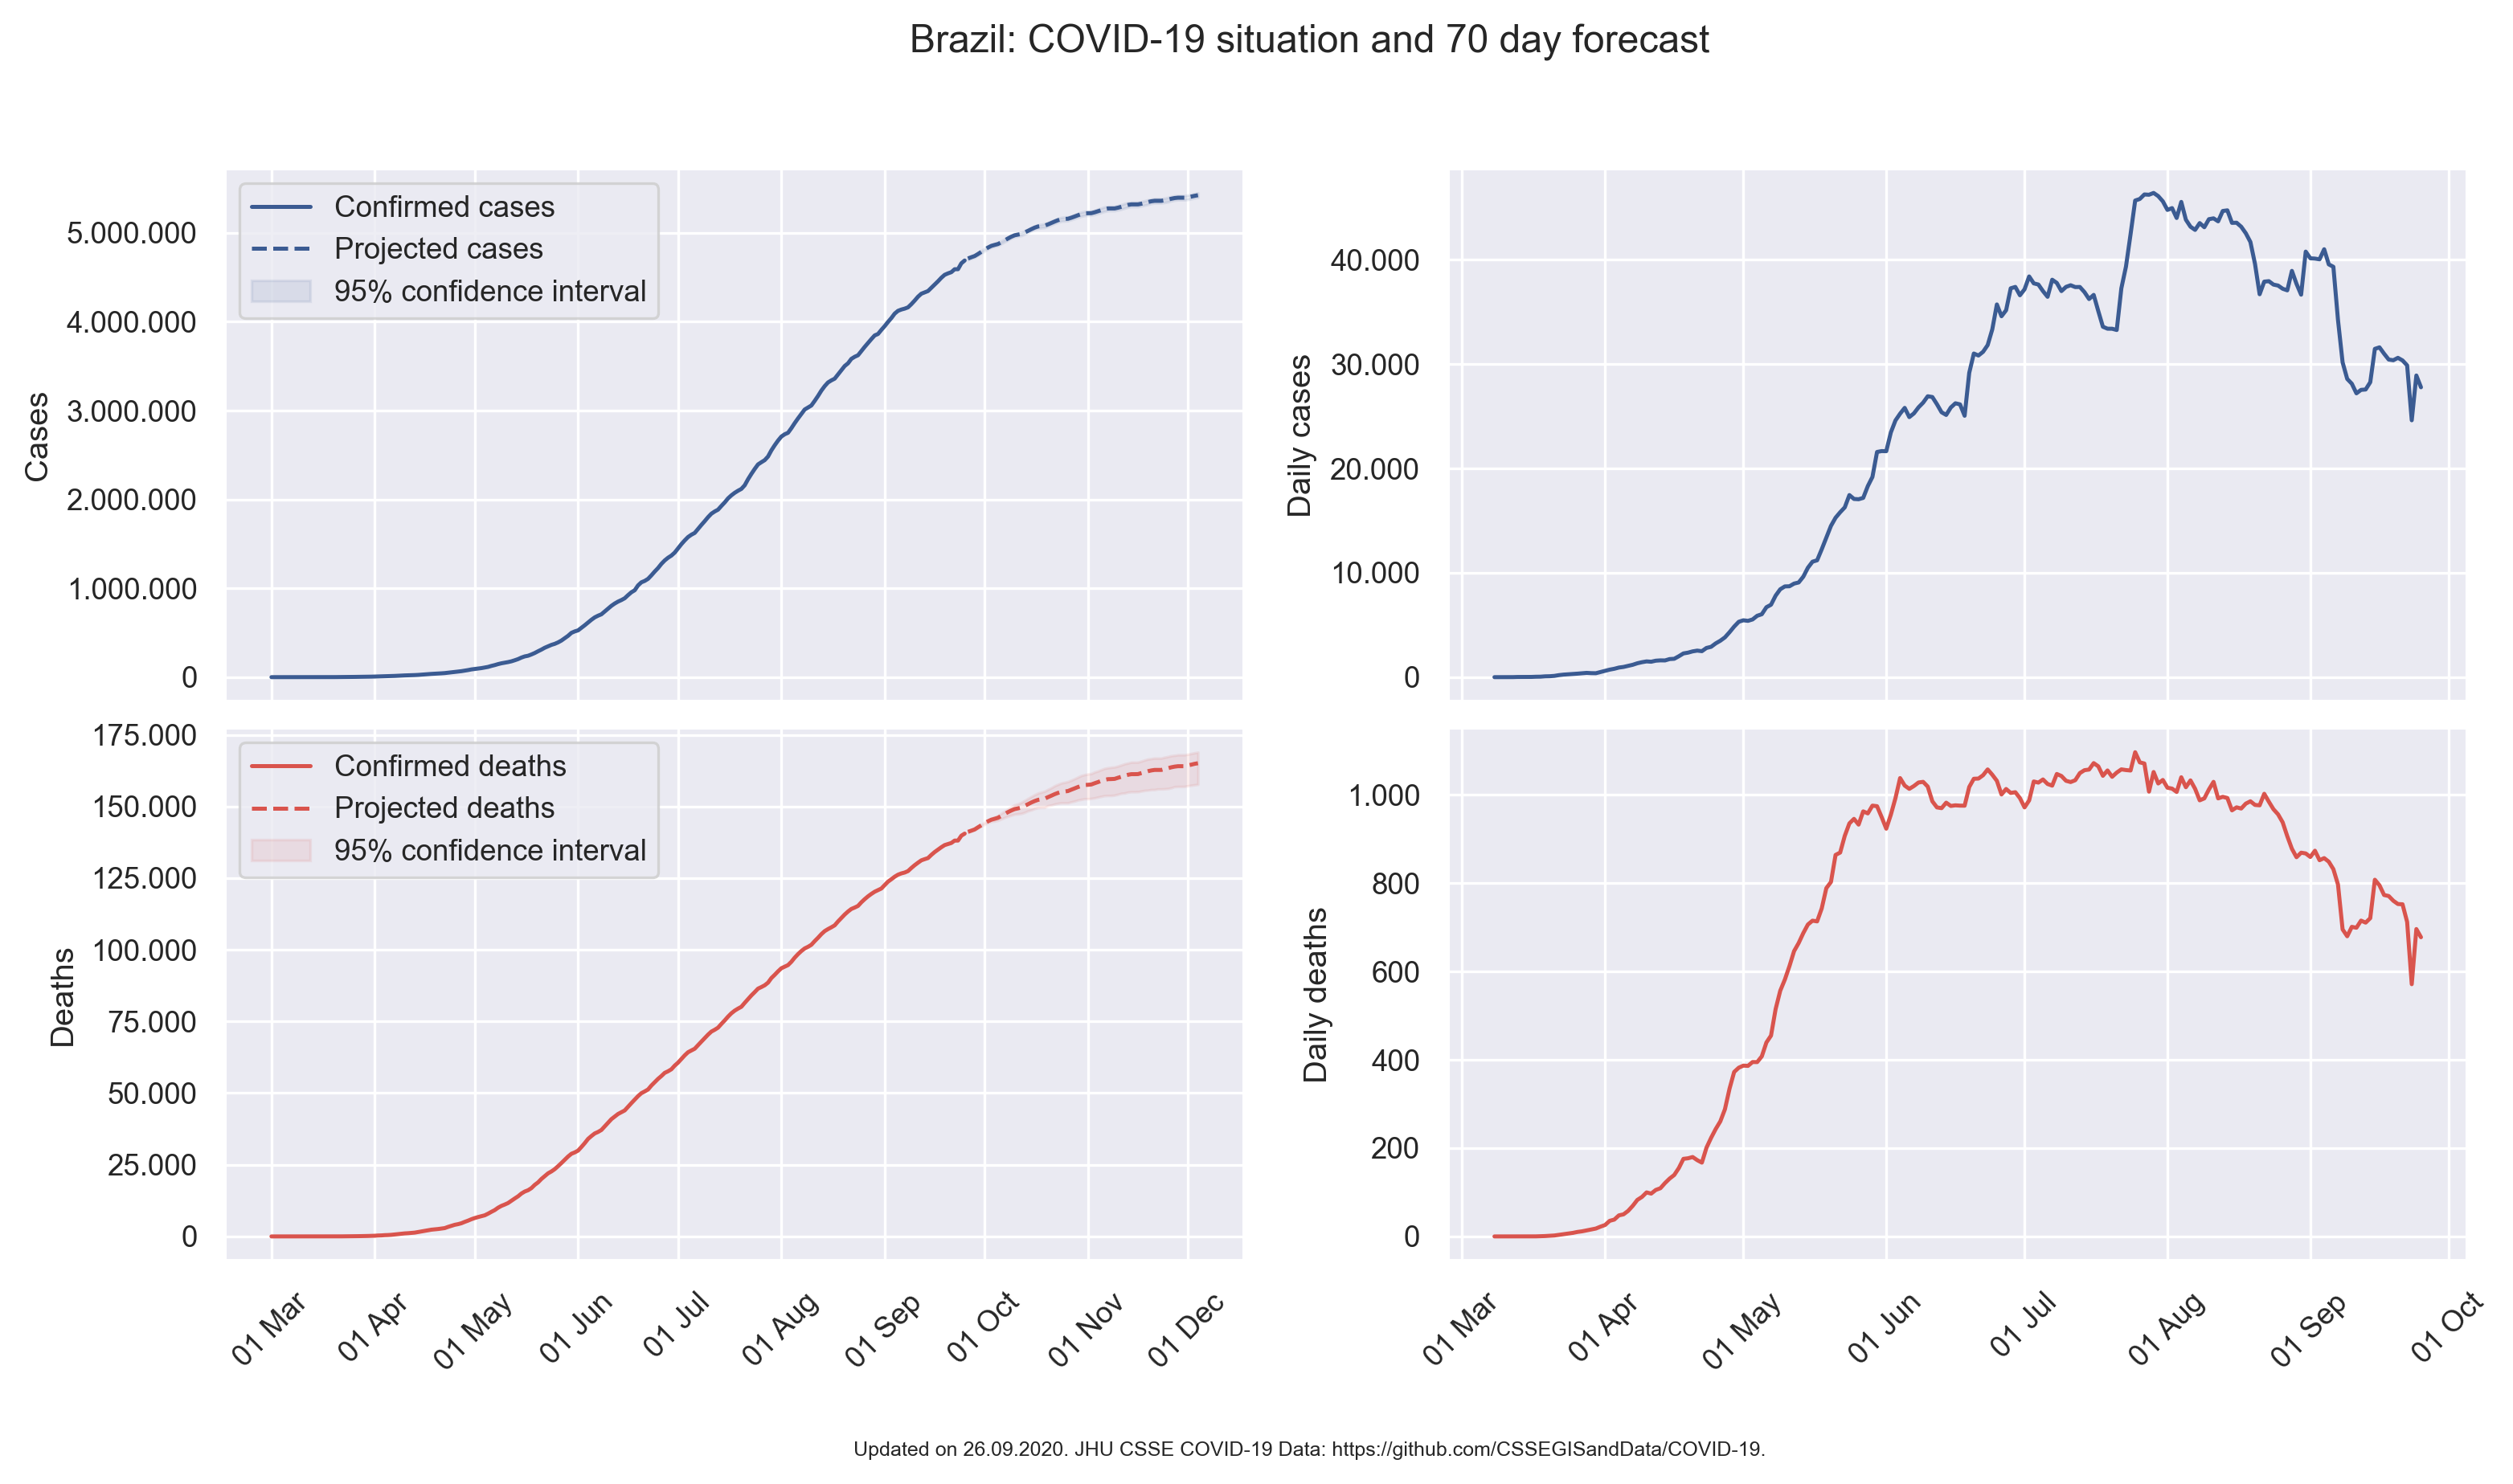 Brazil: COVID-19 situation and 70 day forecast
Confirmed cases
Projected cases
95% confidence interval
Cases
5.000.000
4.000.000
3.000.000
2.000.000
1.000.000
0
Daily cases
40.000
30.000
20.000
10.000
0
Confirmed deaths
Projected deaths
95% confidence interval
Deaths
175.000
150.000
125.000
100.000
75.000
50.000
25.000
0
01 Mar
01 Apr
01 May
01 Jun
01 Jul
01 Aug
01 Sep
01 Oct
01 Nov
01 Dec
Daily deaths
1.000
800
600
400
200
0
01 Mar
01 Apr
01 May
01 Jun
01 Jul
01 Aug
01 Sep
01 Oct
Updated on 26.09.2020. JHU CSSE COVID-19 Data: https://github.com/CSSEGISandData/COVID-19.